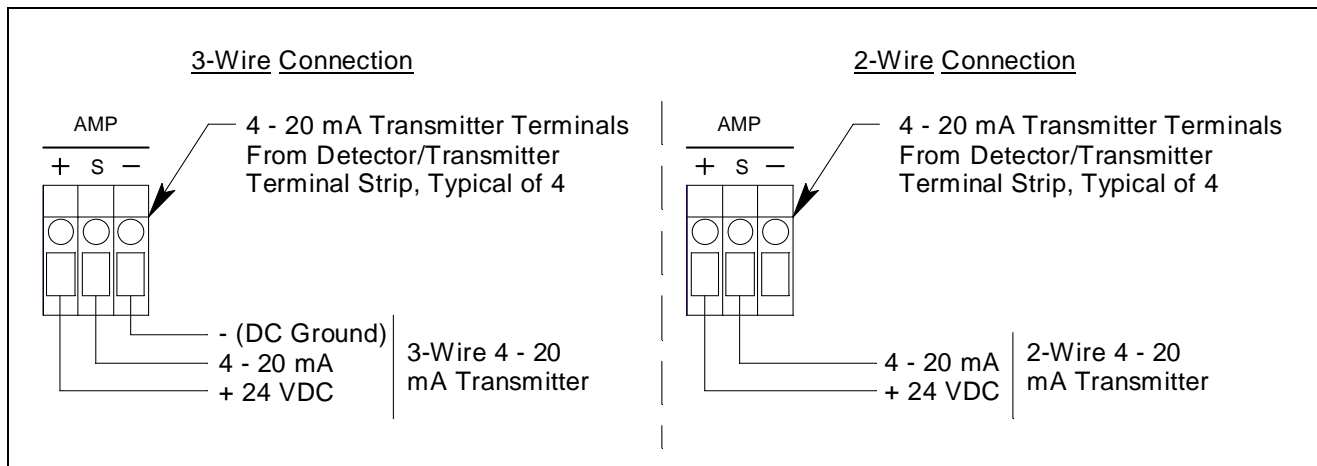 3-Wire Connection
AMP
+ S −
4 - 20 mA Transmitter Terminals
From Detector/Transmitter
Terminal Strip, Typical of 4
- (DC Ground)
4 - 20 mA
+ 24 VDC
3-Wire 4 - 20
mA Transmitter
2-Wire Connection
AMP
+ S −
4 - 20 mA Transmitter Terminals
From Detector/Transmitter
Terminal Strip, Typical of 4
4 - 20 mA
+ 24 VDC
2-Wire 4 - 20
mA Transmitter